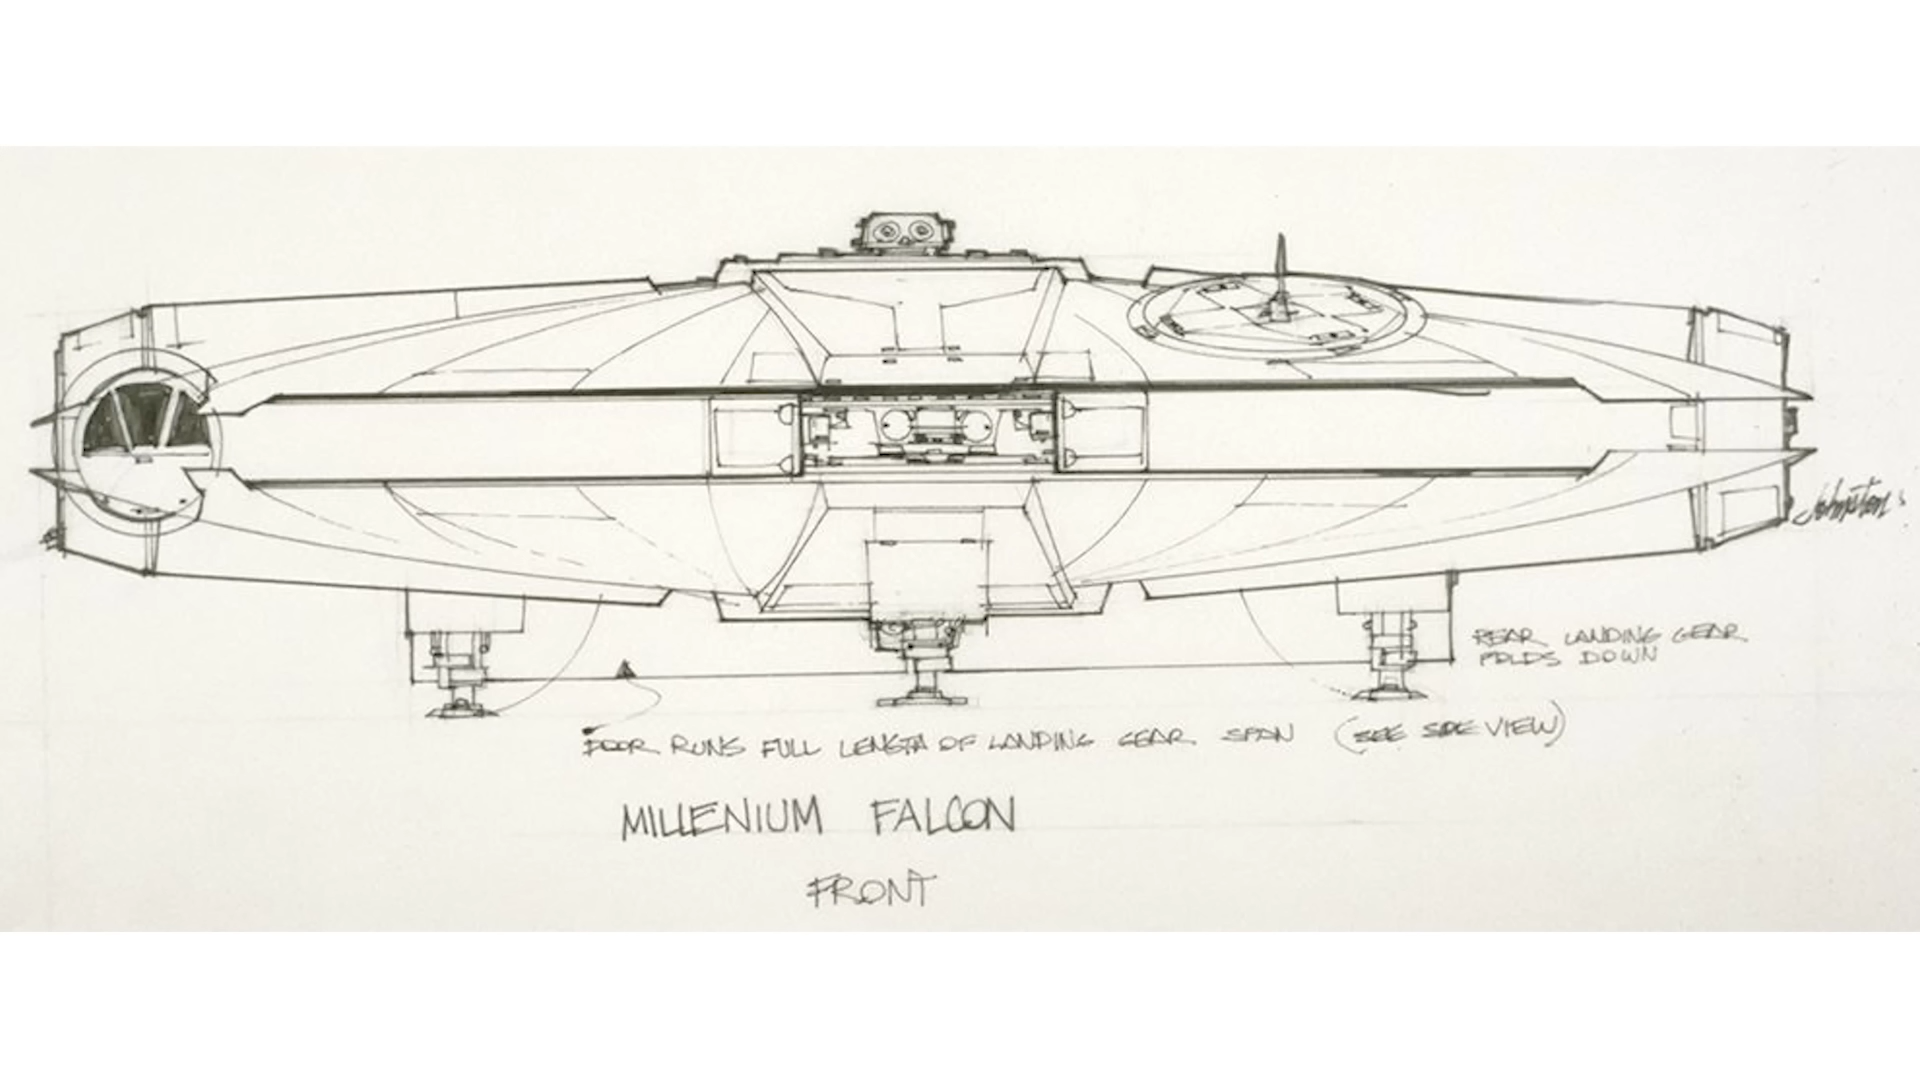 Johnston
REAR LANDING GEAR
FOLDS DOWN
DOOR RUNS FULL LENGTH OF LANDING GEAR SPAN (SEE SIDE VIEW)
MILLENIUM FALCON
FRONT